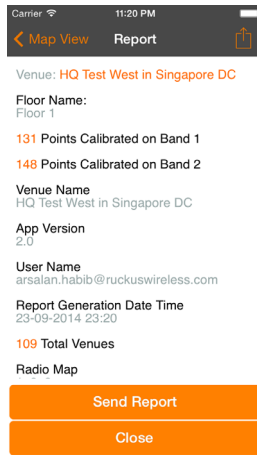 Carrier 11:20 PM
Map View Report
Venue: HQ Test West in Singapore DC
Floor Name:
Floor 1
131 Points Calibrated on Band 1
148 Points Calibrated on Band 2
Venue Name
HQ Test West in Singapore DC
App Version
2.0
User Name
arsalan.habib@ruckuswireless.com
Report Generation Date Time
23-09-2014 23:20
109 Total Venues
Radio Map
Send Report
Close